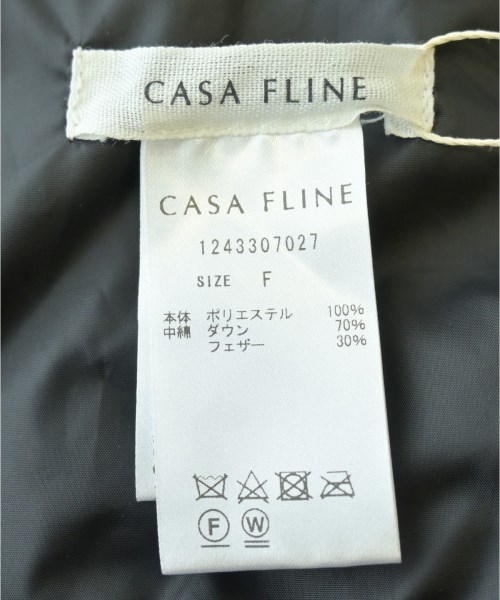 CASA FLINE
CASA FLINE
1243307027
SIZE F
本体 ポリエステル 100%
中綿 ダウン 70%
フェザー 30%
F W